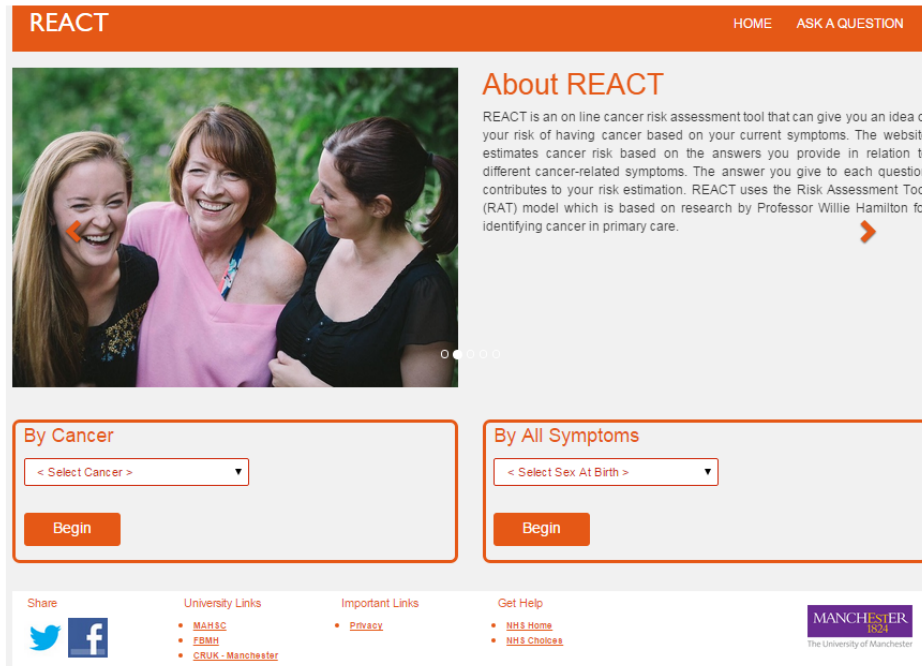 REACT
HOME ASK A QUESTION
About REACT
REACT is an on line cancer risk assessment tool that can give you an idea
your risk of having cancer based on your current symptoms. The website
estimates cancer risk based on the answers you provide in relation
different cancer-related symptoms. The answer you give to each question
contributes to your risk estimation. REACT uses the Risk Assessment
(RAT) model which is based on research by Professor Willie Hamilton
identifying cancer in primary care.
By Cancer
< Select Cancer >
Begin
By All Symptoms
< Select Sex At Birth >
Begin
Share
University Links
MAHSC
FBMH
CRUK - Manchester
Important Links
Privacy
Get Help
NHS Home
NHS Choices
MANCHESTER
1824
The University of Manchester